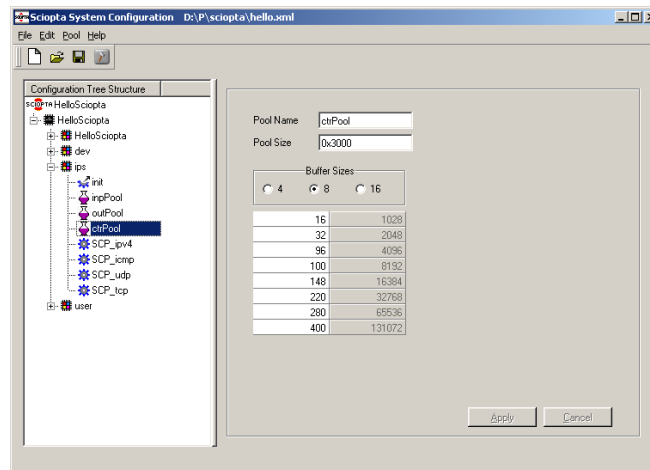 Sciopta System Configuration D:\P\sciopta\hello.xml
File Edit Pool Help
Configuration Tree Structure
SCIOPTA HelloSciopta
HelloSciopta
HelloSciopta
dev
ips
init
inpPool
outPool
ctrPool
SCP_ipv4
SCP_icmp
SCP_udp
SCP_tcp
user
Pool Name ctrPool
Pool Size 0x3000
Buffer Sizes
4 8 16
16 1028
32 2048
96 4096
100 8192
148 16384
220 32768
280 65536
400 131072
Apply Cancel